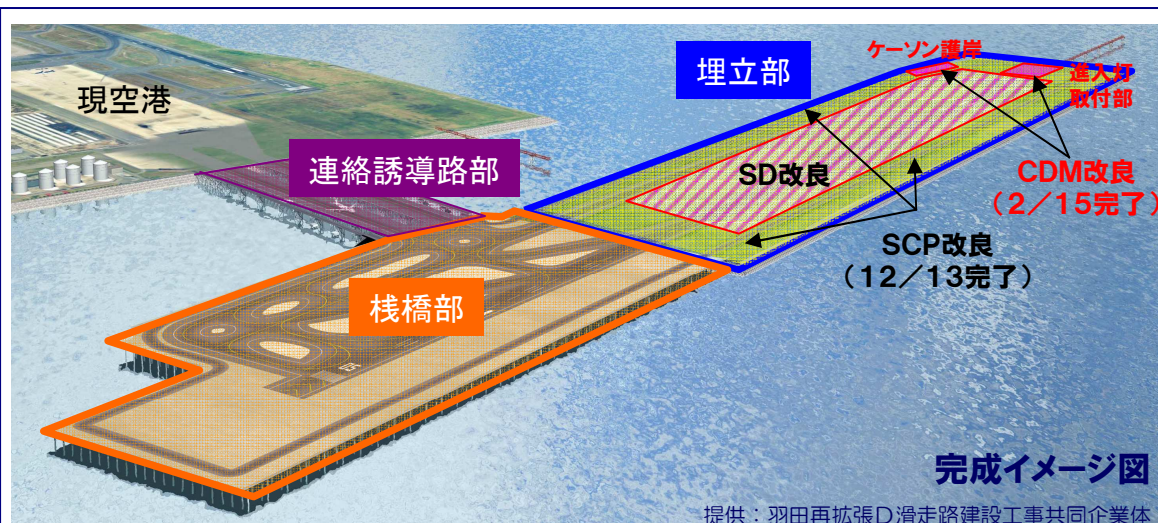 現空港
連絡誘導路部
桟橋部
埋立部
ケーソン護岸
進入灯
取付部
SD改良
CDM改良
(2/15完了)
SCP改良
(12/13完了)
完成イメージ図
提供:羽田再拡張D滑走路建設工事共同企業体